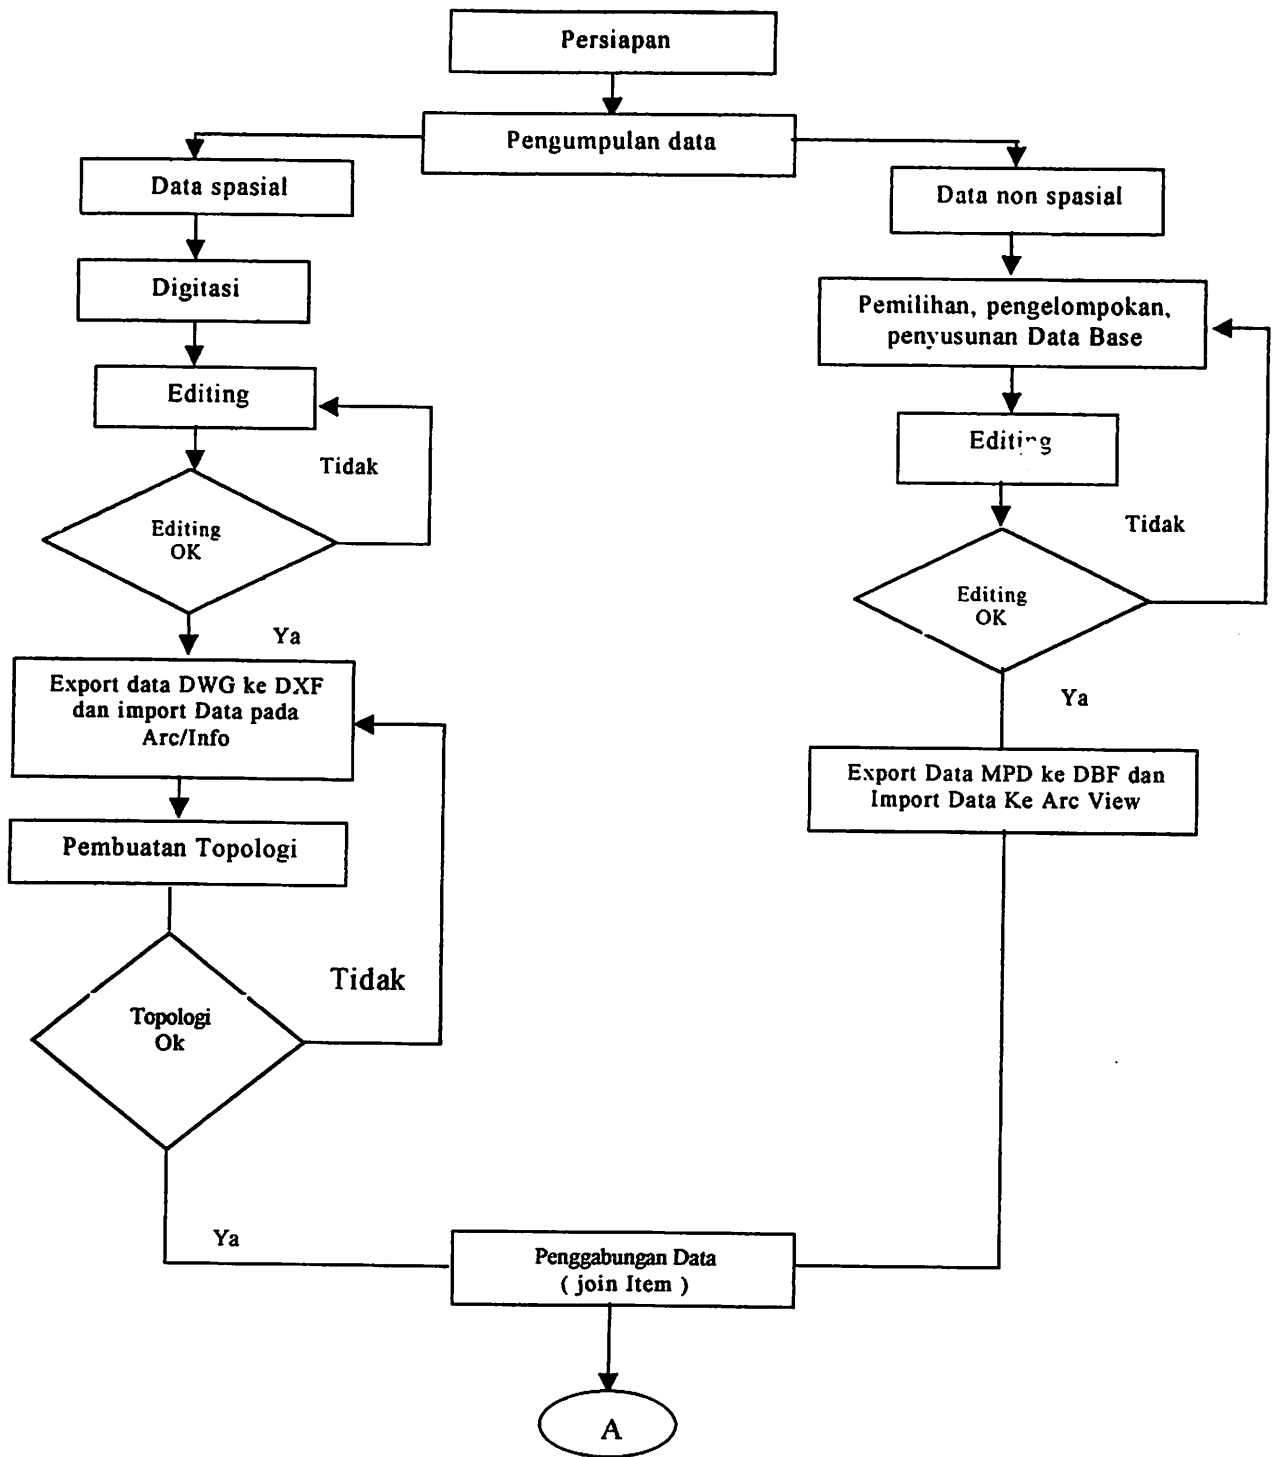 Persiapan
Pengumpulan data
Data spasial
Digitasi
Editing
Tidak
Editing
OK
Ya
Export data DWG ke DXF
dan import Data pada
Arc/Info
Pembuatan Topologi
Tidak
Topologi
Ok
Ya
Data non spasial
Pemilihan, pengelompokan,
penyusunan Data Base
Editing
Tidak
Editing
OK
Ya
Export Data MPD ke DBF dan
Import Data Ke Arc View
Penggabungan Data
( join Item )
A